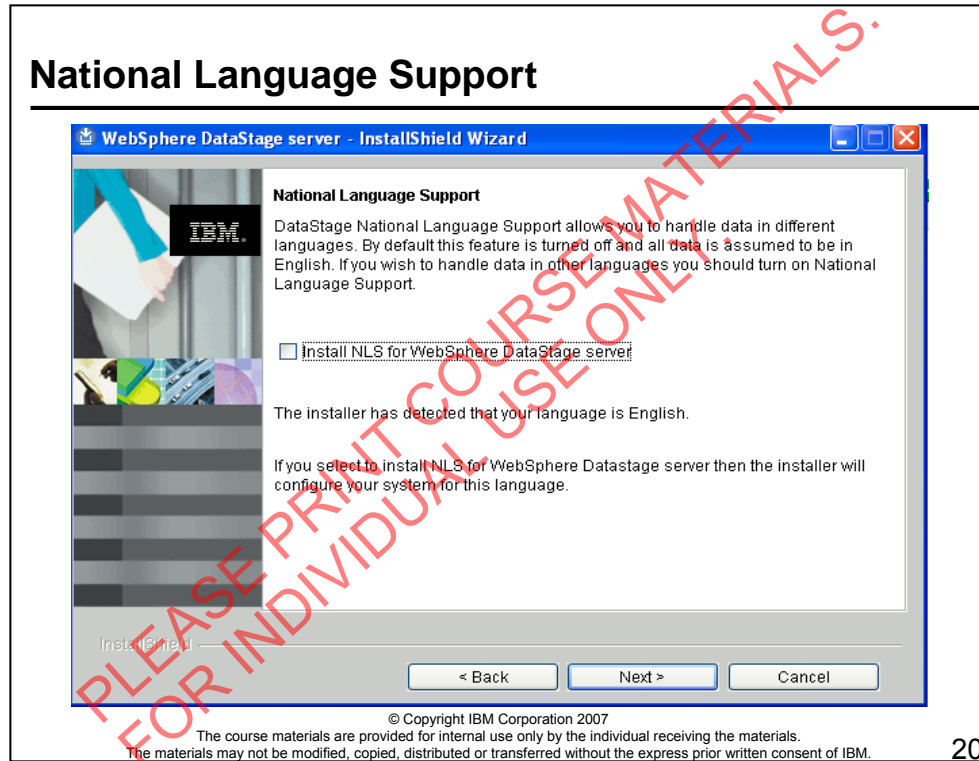 National Language Support
WebSphere DataStage server - InstallShield Wizard
IBM.
National Language Support
DataStage National Language Support allows you to handle data in different
languages. By default this feature is turned off and all data is assumed to be in
English. If you wish to handle data in other languages you should turn on National
Language Support.
Install NLS for WebSphere DataStage server
The installer has detected that your language is English.
If you select to install NLS for WebSphere Datastage server then the installer will
configure your system for this language.
InstallShield
< Back
Next >
Cancel
PLEASE PRINT COURSE MATERIALS.
FOR INDIVIDUAL USE ONLY.
© Copyright IBM Corporation 2007
The course materials are provided for internal use only by the individual receiving the materials.
The materials may not be modified, copied, distributed or transferred without the express prior written consent of IBM.
20